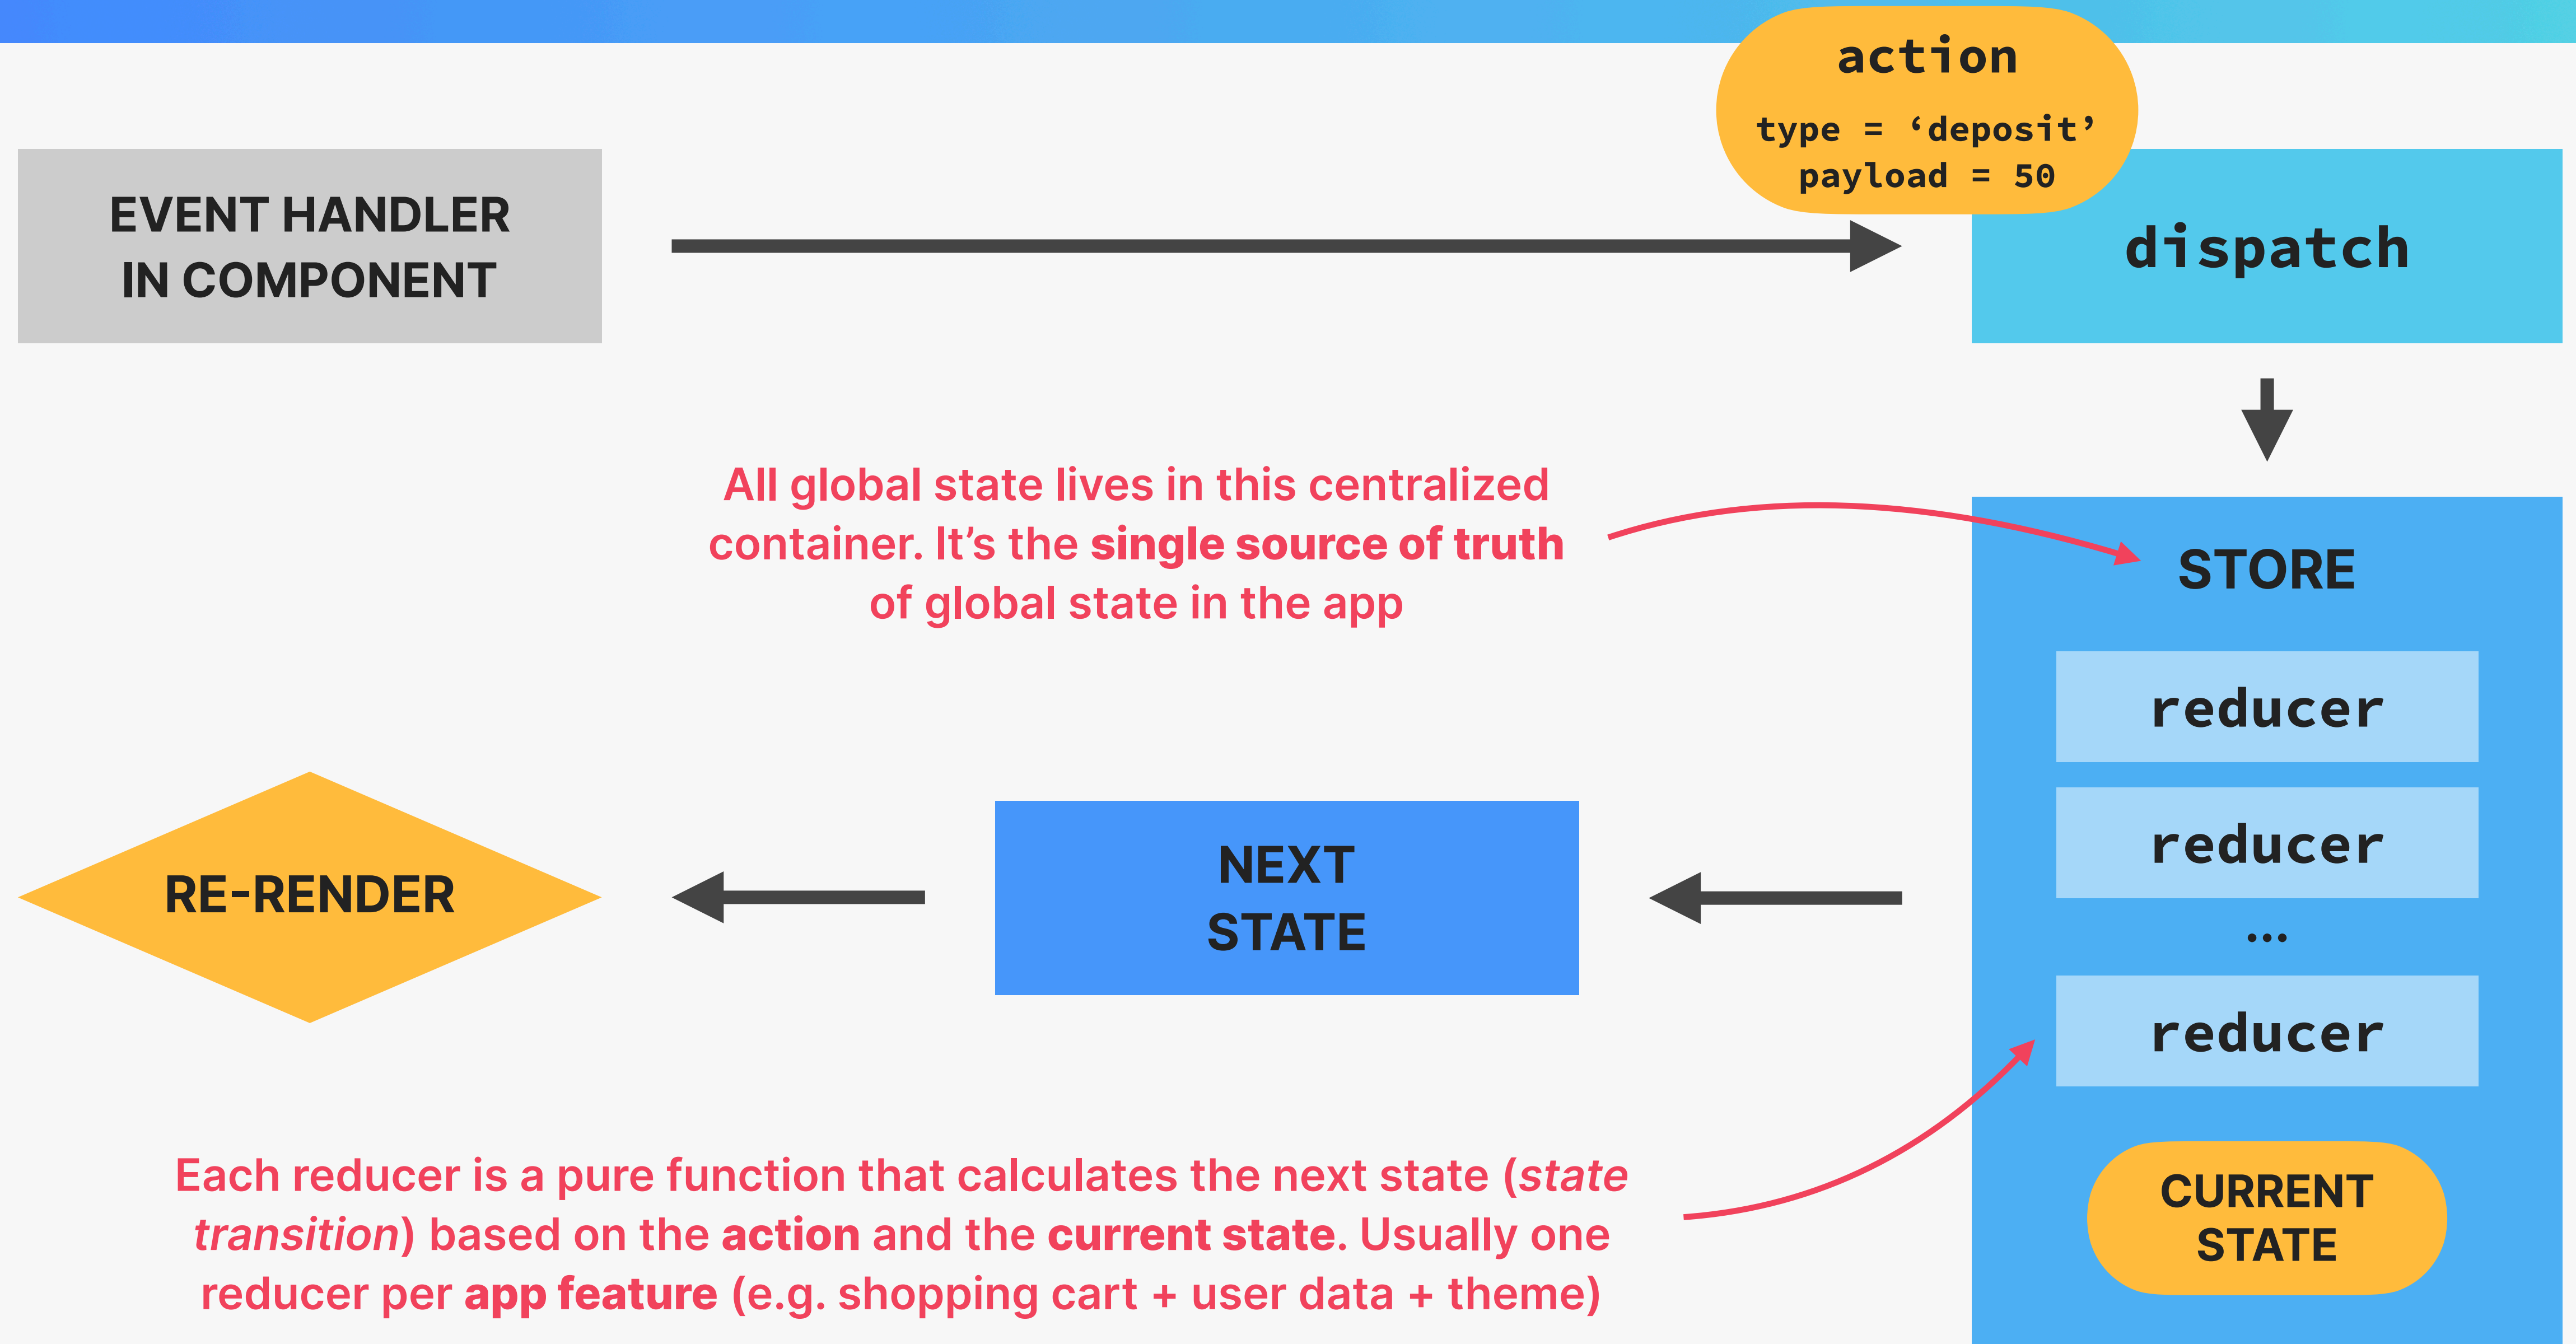 action
type = ‘deposit’
payload = 50
EVENT HANDLER
IN COMPONENT
dispatch
All global state lives in this centralized
container. It’s the single source of truth
of global state in the app
STORE
reducer
reducer
...
reducer
CURRENT
STATE
NEXT
STATE
RE-RENDER
Each reducer is a pure function that calculates the next state (state
transition) based on the action and the current state. Usually one
reducer per app feature (e.g. shopping cart + user data + theme)